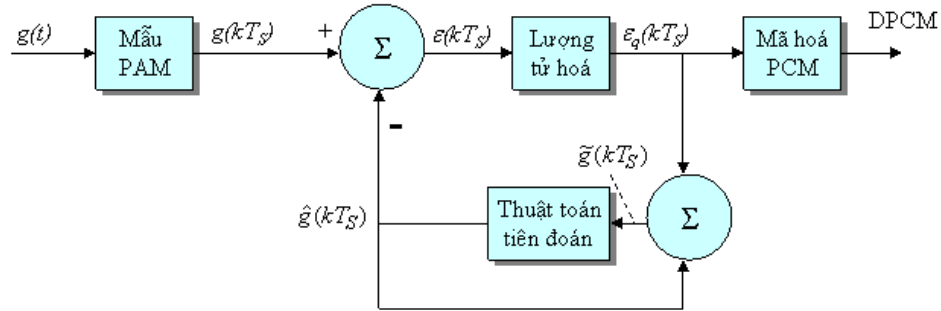 g(t)
Mẫu
PAM
g(kTS)
+
Σ
ε(kTS)
Lượng
tử hoá
εq(kTS)
Mã hoá
PCM
DPCM
-
g̃(kTS)
ĝ(kTS)
Thuật toán
tiên đoán
Σ